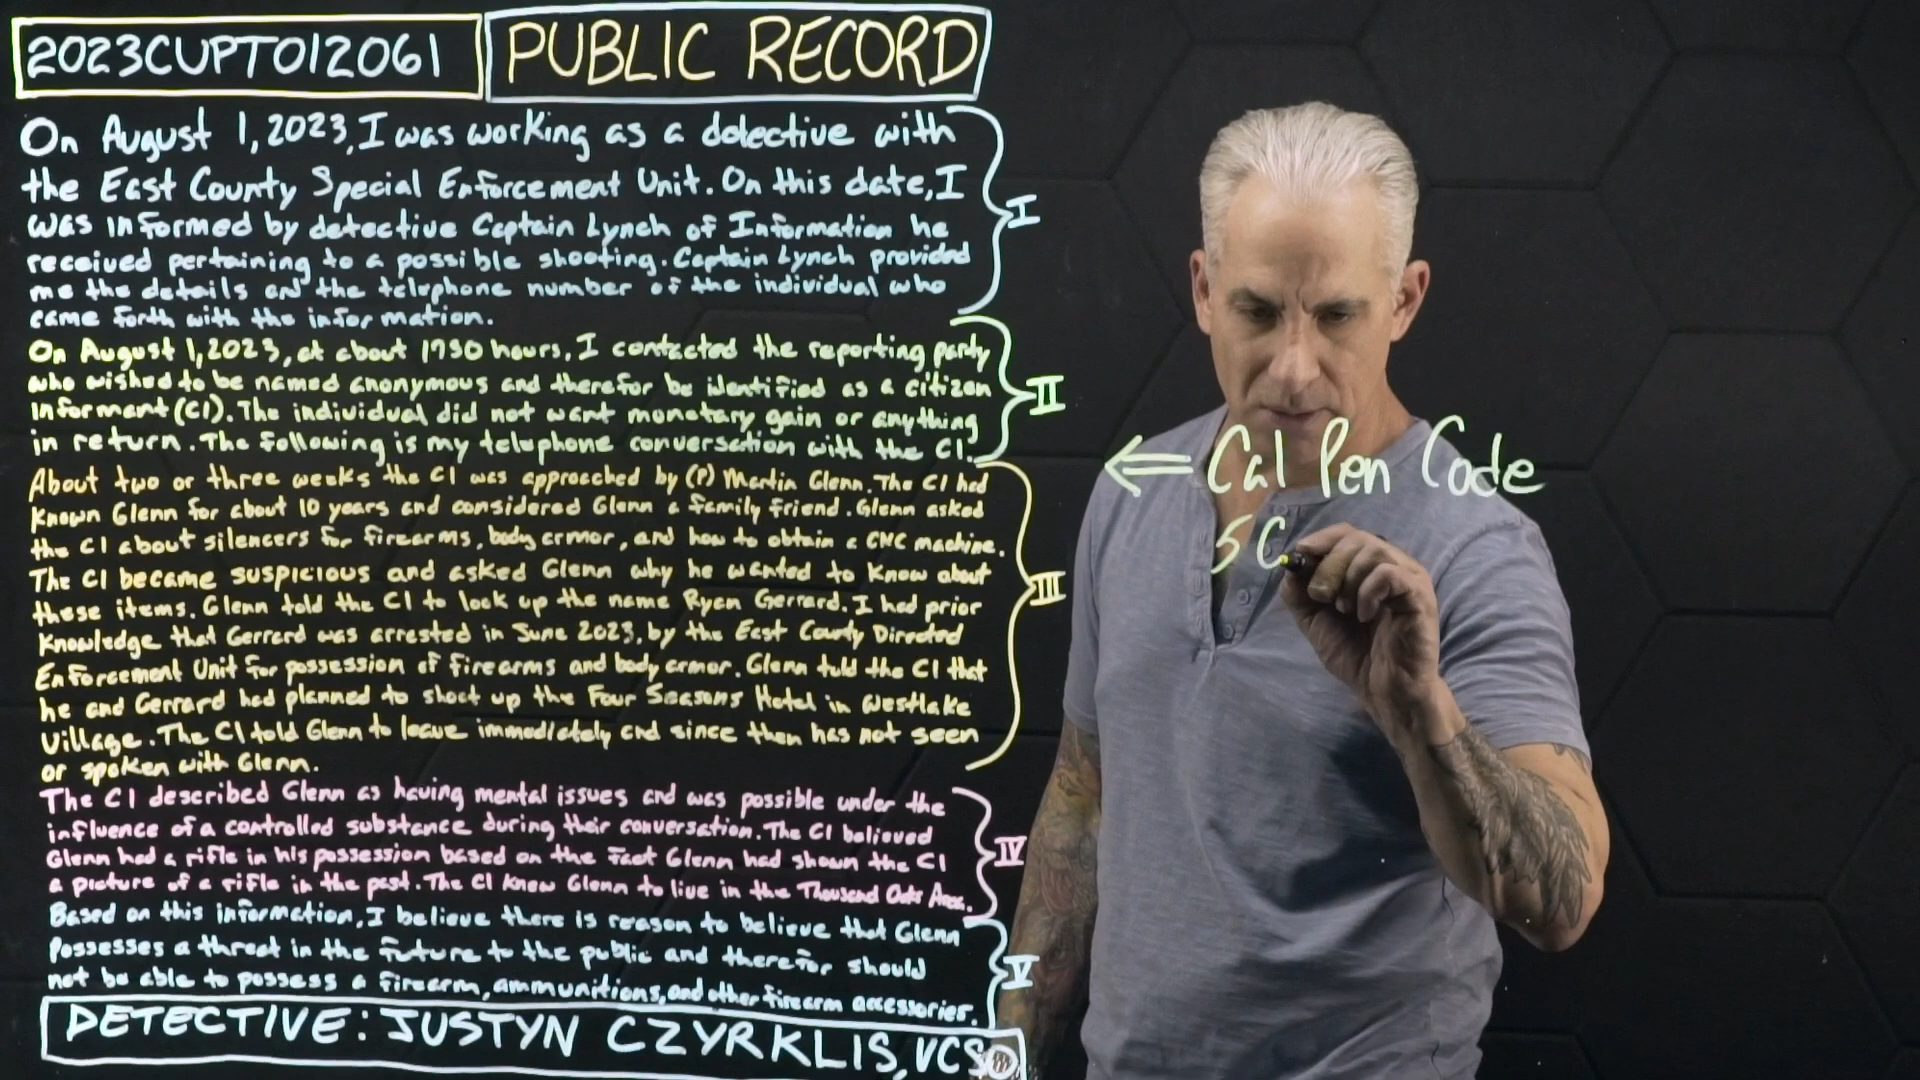 2023CUPT012061
PUBLIC RECORD
On August 1, 2023, I was working as a detective with
the East County Special Enforcement Unit. On this date, I
was informed by detective Captain Lynch of Information he
received pertaining to a possible shooting. Captain Lynch provided
me the details and the telephone number of the individual who
came forth with the information.
I
On August 1, 2023, at about 1730 hours, I contacted the reporting party
who wished to be named anonymous and therefor be identified as a citizen
informant (CI). The individual did not want monetary gain or anything
in return. The following is my telephone conversation with the CI.
II
About two or three weeks the CI was approached by (P) Martin Glenn. The CI had
known Glenn for about 10 years and considered Glenn a family friend. Glenn asked
the CI about silencers for firearms, body armor, and how to obtain a CNC machine.
The CI became suspicious and asked Glenn why he wanted to know about
these items. Glenn told the CI to look up the name Ryan Gerrard. I had prior
knowledge that Gerrard was arrested in June 2023, by the East County Directed
Enforcement Unit for possession of firearms and body armor. Glenn told the CI that
he and Gerrard had planned to shoot up the Four Seasons Hotel in Westlake
Village. The CI told Glenn to leave immediately and since then has not seen
or spoken with Glenn.
III
The CI described Glenn as having mental issues and was possible under the
influence of a controlled substance during their conversation. The CI believed
Glenn had a rifle in his possession based on the fact Glenn had shown the CI
a picture of a rifle in the past. The CI knew Glenn to live in the Thousand Oaks Area.
IV
Based on this information, I believe there is reason to believe that Glenn
possesses a threat in the future to the public and therefor should
not be able to possess a firearm, ammunitions, and other firearm accessories.
V
DETECTIVE: JUSTYN CZYRKLIS, VCSO
⇐ Cal Pen Code
5C